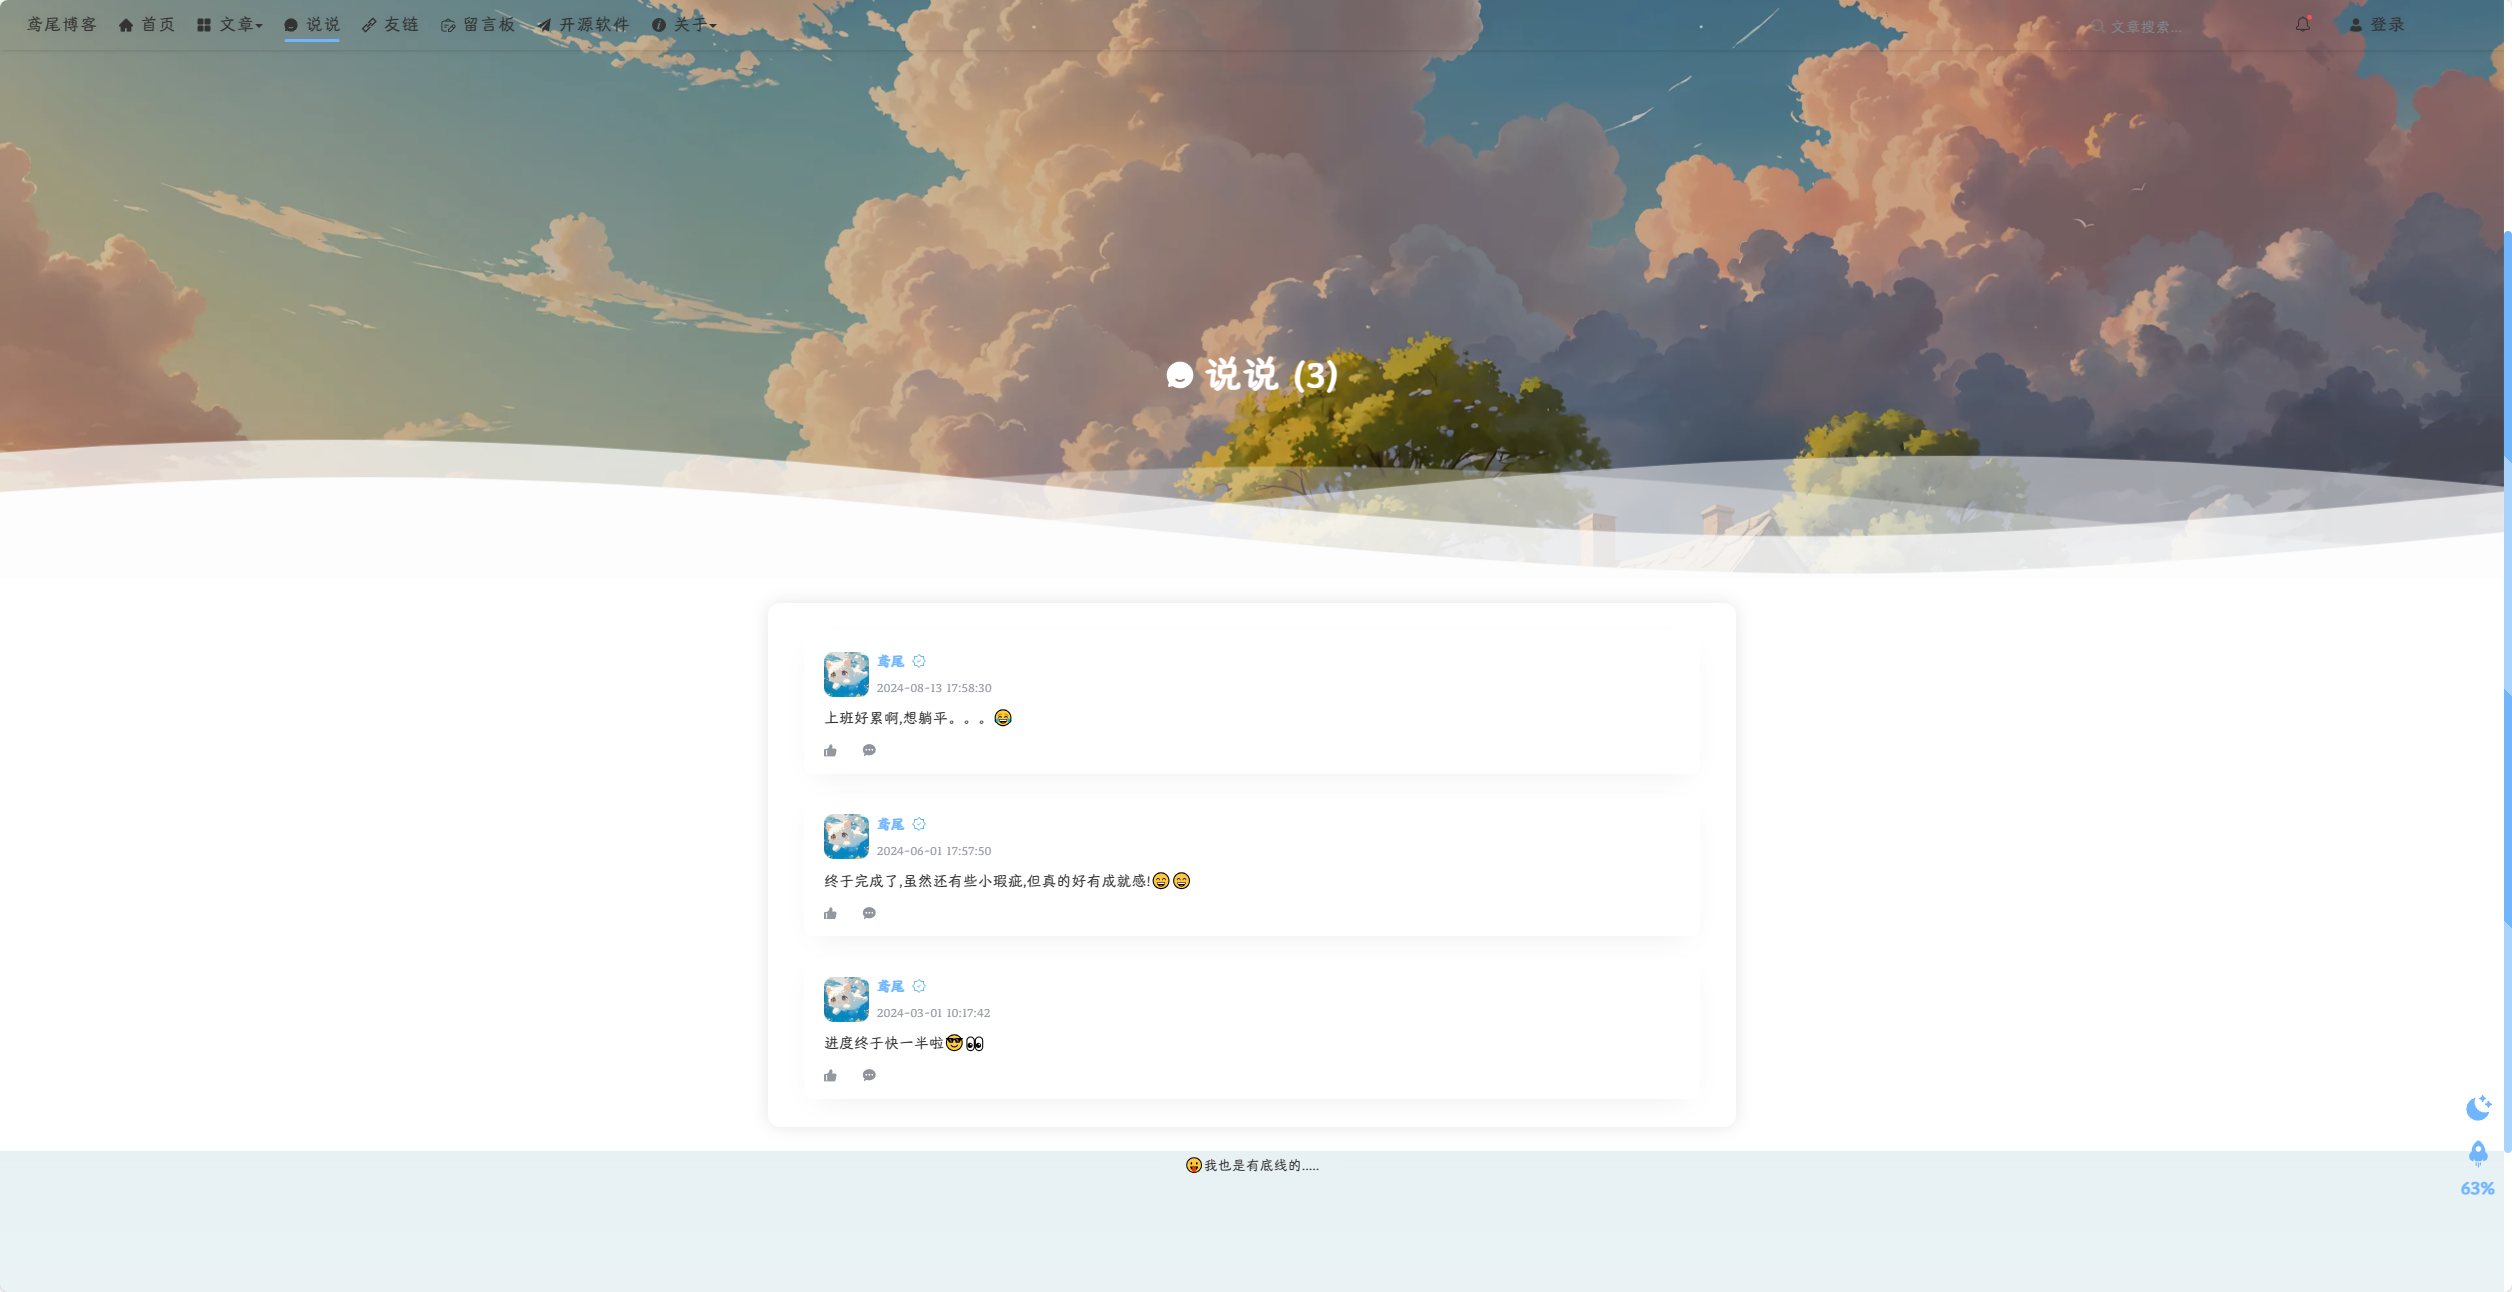 鸢尾博客 首页 文章 说说 友链 留言板 开源软件 关于 文章搜索... 登录
说说 (3)
鸢尾
2024-08-13 17:58:30
上班好累啊,想躺平。。。😂
鸢尾
2024-06-01 17:57:50
终于完成了,虽然还有些小瑕疵,但真的好有成就感!😄😄
鸢尾
2024-03-01 10:17:42
进度终于快一半啦😎👀
😛我也是有底线的.....
63%